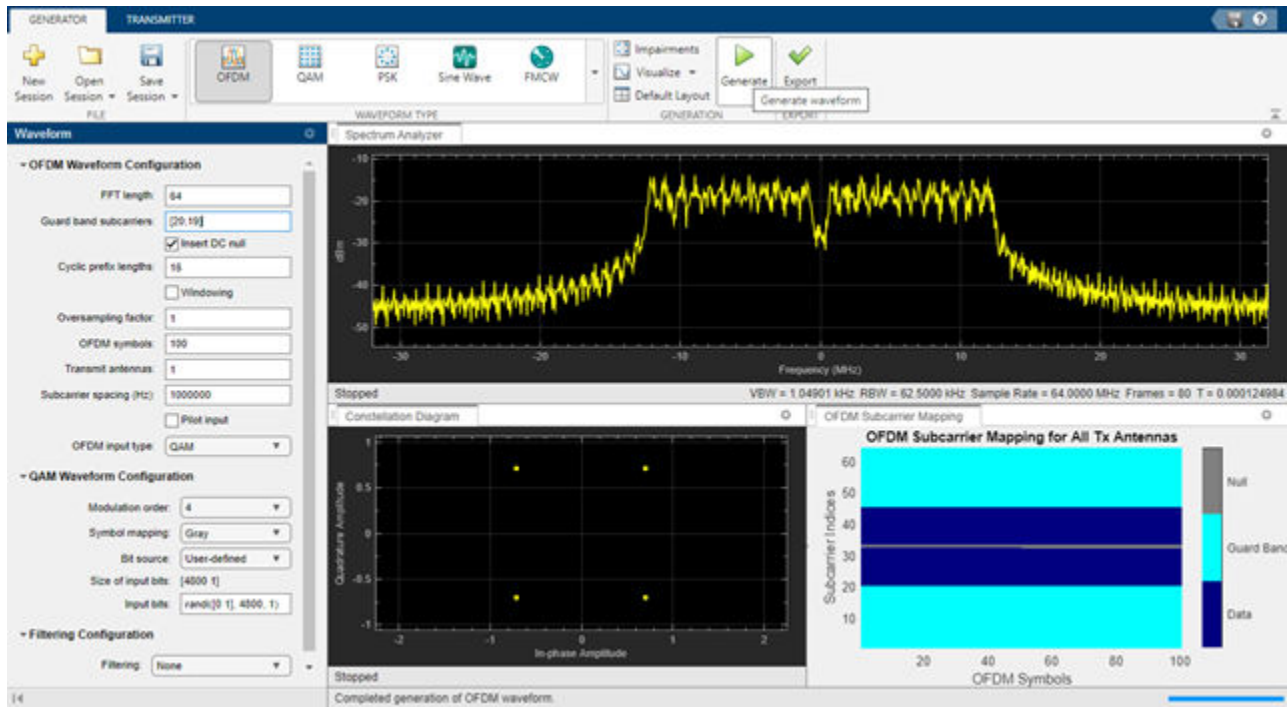 GENERATOR TRANSMITTER
New Session
Open Session
Save Session
FILE
OFDM QAM PSK Sine Wave FMCW
WAVEFORM TYPE
Impairments
Visualize
Default Layout
Generate
GENERATION
Export
EXPORT
Generate waveform
Waveform
OFDM Waveform Configuration
FFT length: 64
Guard band subcarriers: [20;19]
Insert DC null
Cyclic prefix lengths: 16
Windowing
Oversampling factor: 1
OFDM symbols: 100
Transmit antennas: 1
Subcarrier spacing (Hz): 1000000
Pilot input
OFDM input type: QAM
QAM Waveform Configuration
Modulation order: 4
Symbol mapping: Gray
Bit source: User-defined
Size of input bits: [4800 1]
Input bits: randi([0 1], 4800, 1)
Filtering Configuration
Filtering: None
Spectrum Analyzer
-10
-20
-30
-40
-50
dBm
-30 -20 -10 0 10 20 30
Frequency (MHz)
Stopped VBW = 1.04901 kHz RBW = 62.5000 kHz Sample Rate = 64.0000 MHz Frames = 80 T = 0.000124984
Constellation Diagram
1
0.5
0
-0.5
-1
Quadrature Amplitude
-2 -1 0 1 2
In-phase Amplitude
Stopped
OFDM Subcarrier Mapping
OFDM Subcarrier Mapping for All Tx Antennas
60
50
40
30
20
10
Subcarrier Indices
20 40 60 80 100
OFDM Symbols
Null
Guard Band
Data
Completed generation of OFDM waveform.